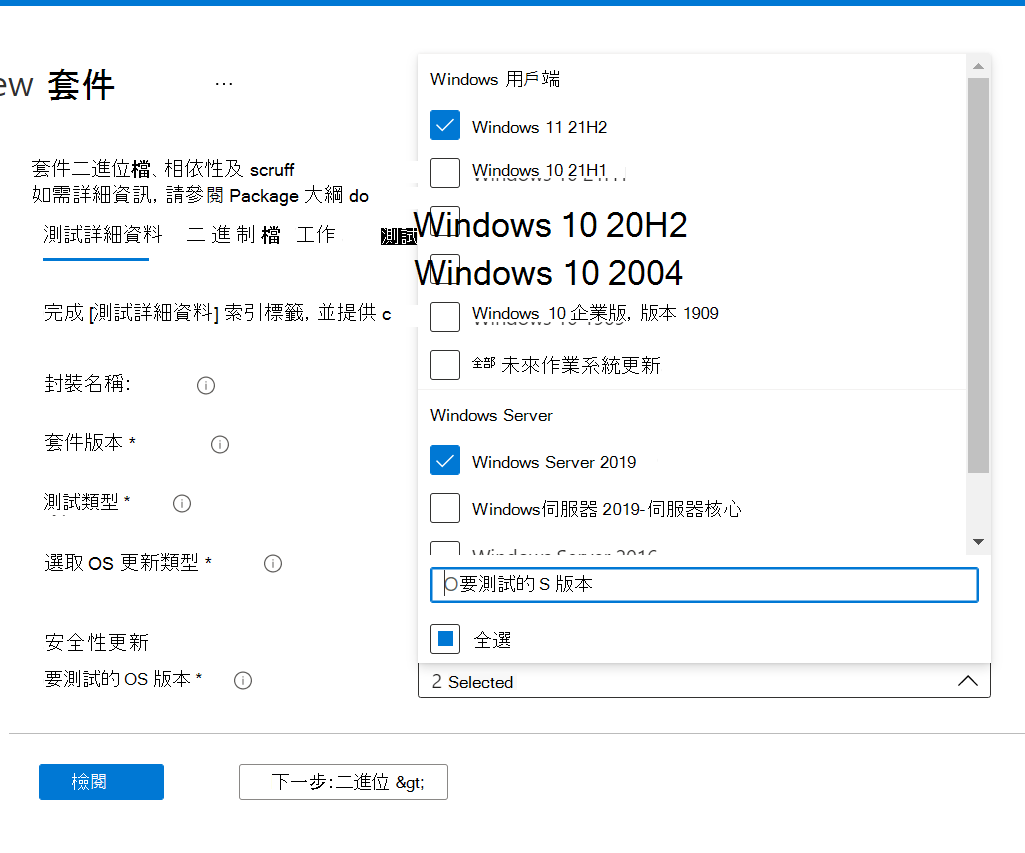 ew 套件
...
套件二進位檔、相依性及 scruff
如需詳細資訊, 請參閱 Package 大綱 do
測試詳細資料 二進制檔 工作 測試
完成 [測試詳細資料] 索引標籤, 並提供 c
封裝名稱:
套件版本 *
測試類型 *
選取 OS 更新類型 *
安全性更新
要測試的 OS 版本 *
Windows 用戶端
Windows 11 21H2
Windows 10 21H1
Windows 10 20H2
Windows 10 2004
Windows 10 企業版, 版本 1909
全部 未來作業系統更新
Windows Server
Windows Server 2019
Windows伺服器 2019-伺服器核心
Windows Server 2016
O要測試的 S 版本
全選
2 Selected
檢閱
下一步:二進位 &gt;